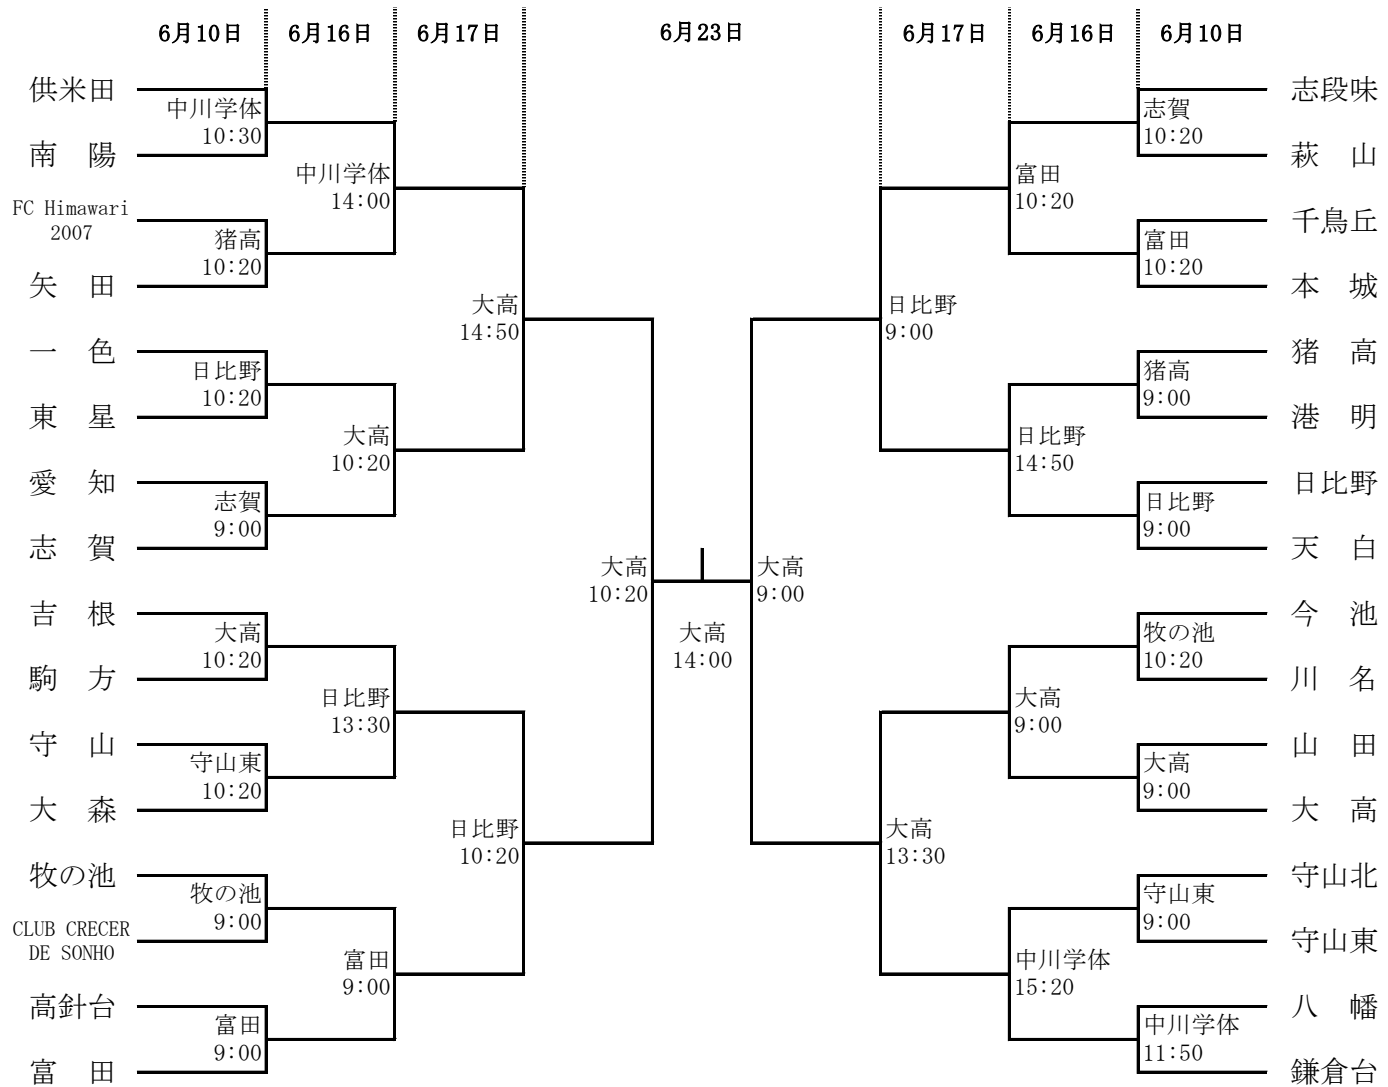 6月10日 6月16日 6月17日 6月23日 6月17日 6月16日 6月10日
供米田
中川学体
10:30
南　陽
FC Himawari
2007
猪高
10:20
矢　田
中川学体
14:00
一　色
日比野
10:20
東　星
愛　知
志賀
9:00
志　賀
大高
10:20
大高
14:50
吉　根
大高
10:20
駒　方
守　山
守山東
10:20
大　森
日比野
13:30
牧の池
牧の池
9:00
CLUB CRECER
DE SONHO
高針台
富田
9:00
富　田
富田
9:00
日比野
10:20
大高
10:20
大高
14:00
大高
9:00
日比野
9:00
大高
13:30
富田
10:20
日比野
14:50
大高
9:00
中川学体
15:20
志段味
志賀
10:20
萩　山
千鳥丘
富田
10:20
本　城
猪　高
猪高
9:00
港　明
日比野
日比野
9:00
天　白
今　池
牧の池
10:20
川　名
山　田
大高
9:00
大　高
守山北
守山東
9:00
守山東
八　幡
中川学体
11:50
鎌倉台